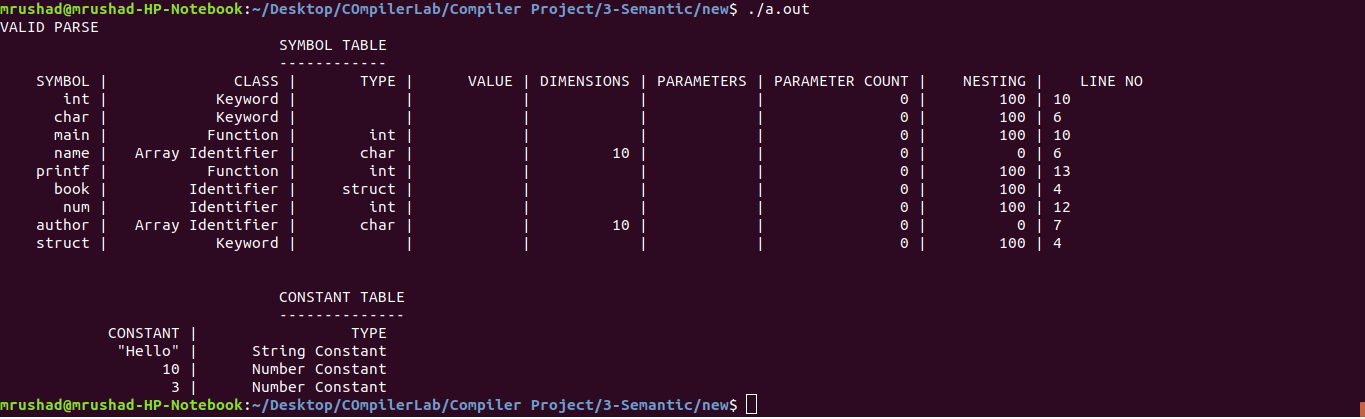 mrushad@mrushad-HP-Notebook:~/Desktop/COmpilerLab/Compiler Project/3-Semantic/new$ ./a.out
VALID PARSE
SYMBOL TABLE
------------
SYMBOL | CLASS | TYPE | VALUE | DIMENSIONS | PARAMETERS | PARAMETER COUNT | NESTING | LINE NO
int | Keyword | | | | | 0 | 100 | 10
char | Keyword | | | | | 0 | 100 | 6
main | Function | int | | | | 0 | 100 | 10
name | Array Identifier | char | | 10 | | 0 | 0 | 6
printf | Function | int | | | | 0 | 100 | 13
book | Identifier | struct | | | | 0 | 100 | 4
num | Identifier | int | | | | 0 | 100 | 12
author | Array Identifier | char | | 10 | | 0 | 0 | 7
struct | Keyword | | | | | 0 | 100 | 4
CONSTANT TABLE
--------------
CONSTANT | TYPE
"Hello" | String Constant
10 | Number Constant
3 | Number Constant
mrushad@mrushad-HP-Notebook:~/Desktop/COmpilerLab/Compiler Project/3-Semantic/new$